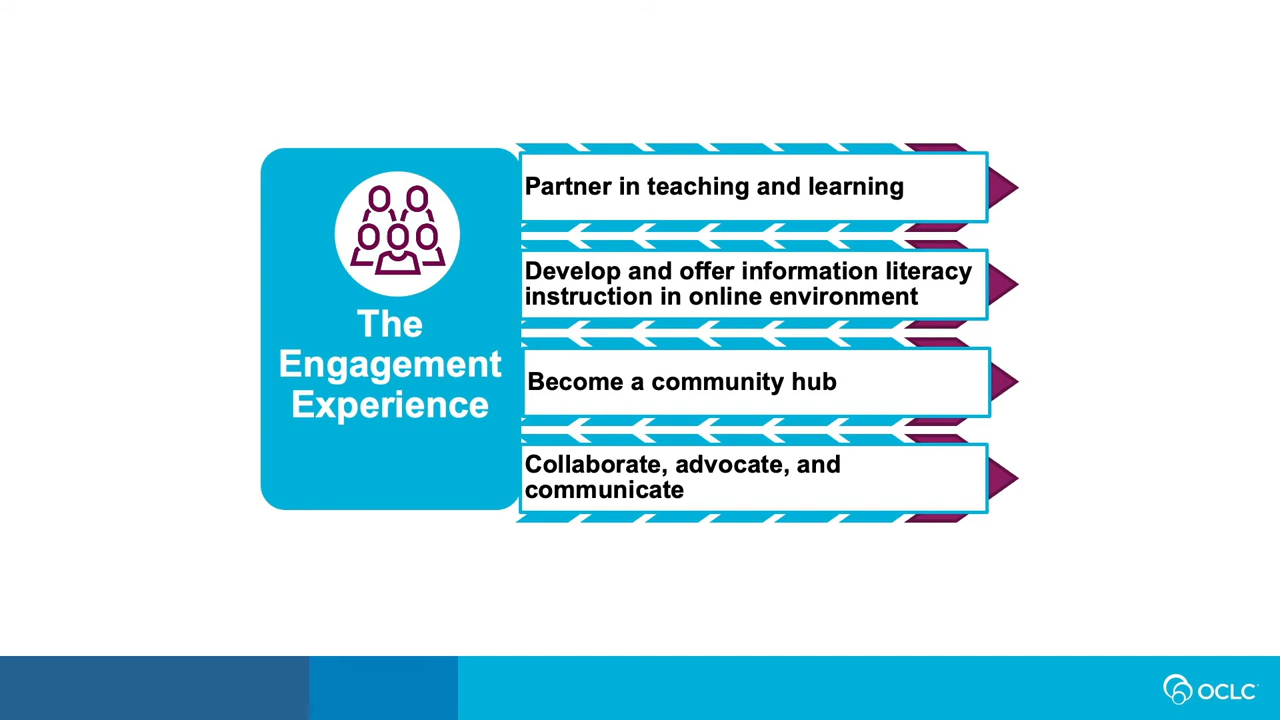 The
Engagement
Experience
Partner in teaching and learning
Develop and offer information literacy
instruction in online environment
Become a community hub
Collaborate, advocate, and
communicate
OCLC